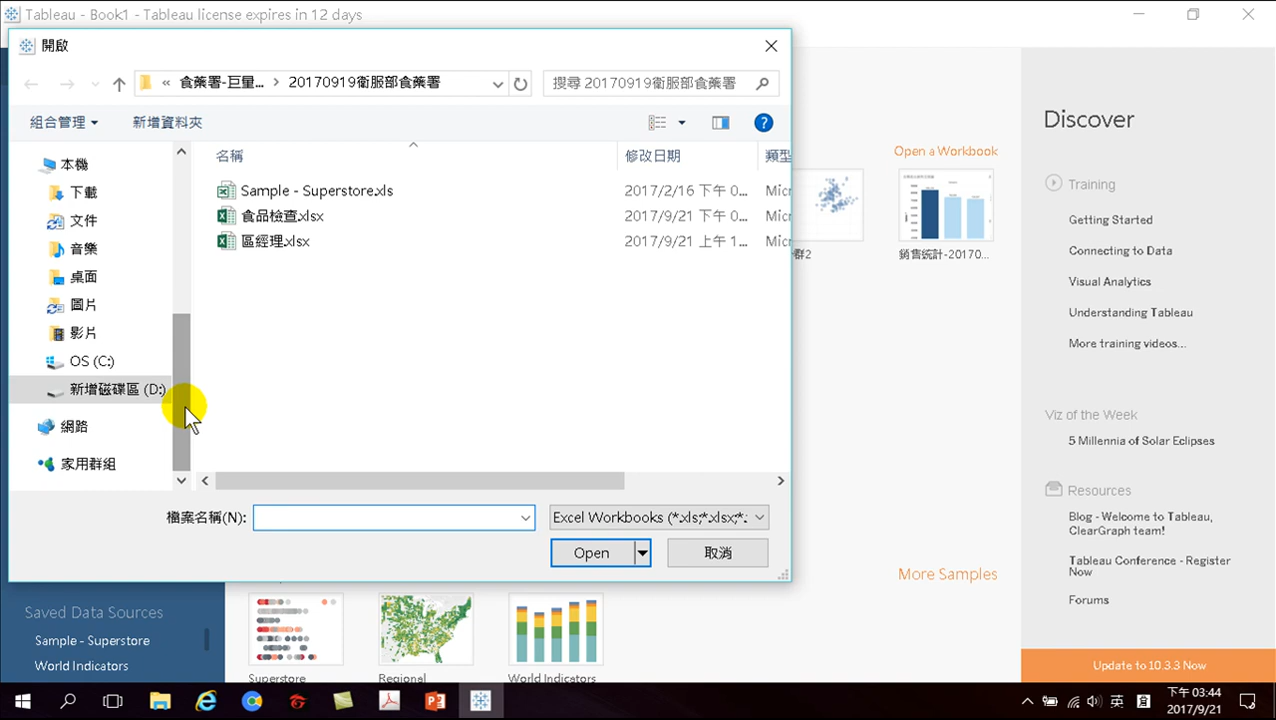 Tableau - Book1 - Tableau license expires in 12 days
開啟
« 食藥署-巨量... > 20170919衛服部食藥署
搜尋 20170919衛服部食藥署
組合管理
新增資料夾
名稱
修改日期
類型
本機
下載
文件
音樂
桌面
圖片
影片
OS (C:)
新增磁碟區 (D:)
網路
家用群組
Sample - Superstore.xls 2017/2/16 下午 0... Micr
食品檢查.xlsx 2017/9/21 下午 0... Micr
區經理.xlsx 2017/9/21 上午 1... Micr
檔案名稱(N):
Excel Workbooks (*.xls;*.xlsx;*.
Open
取消
Open a Workbook
群2
銷售統計-20170...
More Samples
Superstore
Regional
World Indicators
Saved Data Sources
Sample - Superstore
World Indicators
Discover
Training
Getting Started
Connecting to Data
Visual Analytics
Understanding Tableau
More training videos...
Viz of the Week
5 Millennia of Solar Eclipses
Resources
Blog - Welcome to Tableau,
ClearGraph team!
Tableau Conference - Register
Now
Forums
Update to 10.3.3 Now
英
下午 03:44
2017/9/21